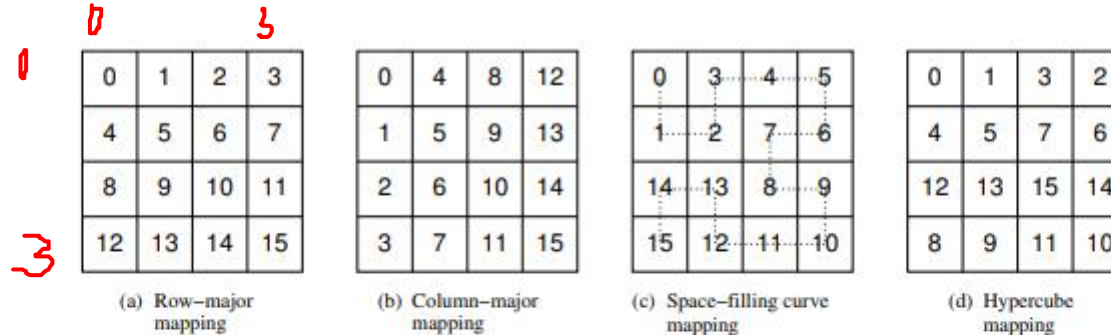 0 3
0
0 1 2 3
4 5 6 7
8 9 10 11
12 13 14 15
3
(a) Row-major
mapping
0 4 8 12
1 5 9 13
2 6 10 14
3 7 11 15
(b) Column-major
mapping
0 3 4 5
1 2 7 6
14 13 8 9
15 12 11 10
(c) Space-filling curve
mapping
0 1 3 2
4 5 7 6
12 13 15 14
8 9 11 10
(d) Hypercube
mapping